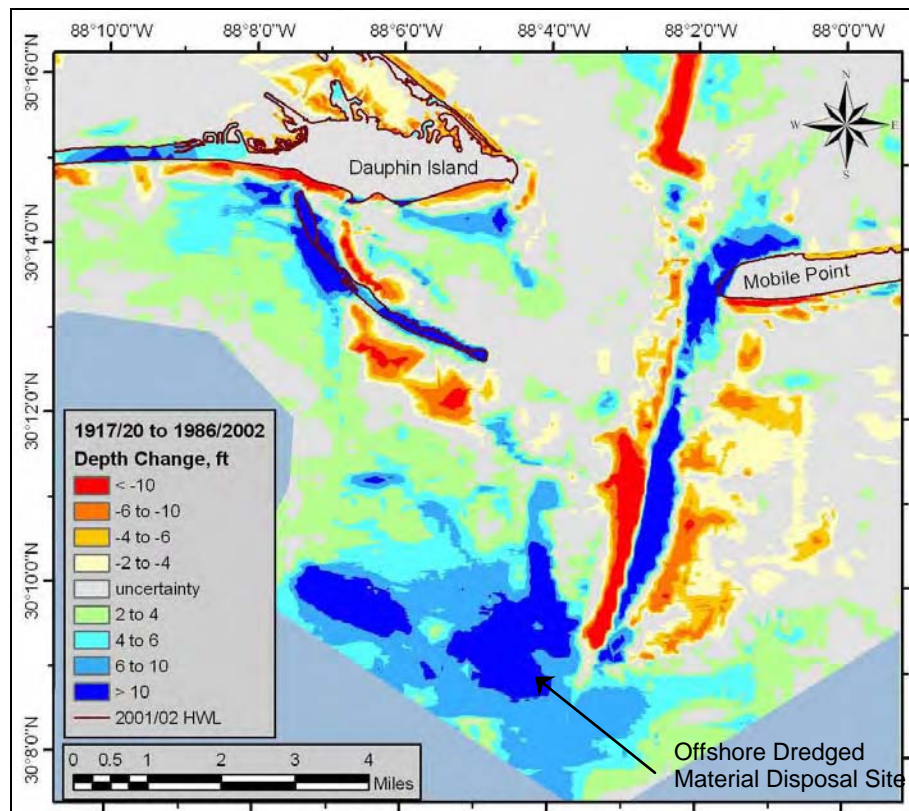 88°10'0"W 88°8'0"W 88°6'0"W 88°4'0"W 88°2'0"W 88°0'0"W
30°16'0"N
30°14'0"N
30°12'0"N
30°10'0"N
30°8'0"N
N
W E
S
Dauphin Island
Mobile Point
1917/20 to 1986/2002
Depth Change, ft
< -10
-6 to -10
-4 to -6
-2 to -4
uncertainty
2 to 4
4 to 6
6 to 10
> 10
2001/02 HWL
0 0.5 1 2 3 4
Miles
Offshore Dredged
Material Disposal Site